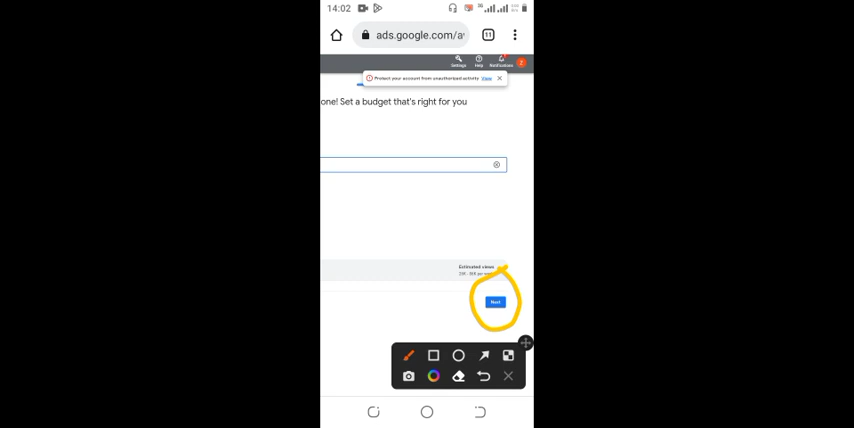 14:02
ads.google.com/a
11
Settings Help Notifications
Z
Protect your account from unauthorized activity View
one! Set a budget that's right for you
Estimated views
Next